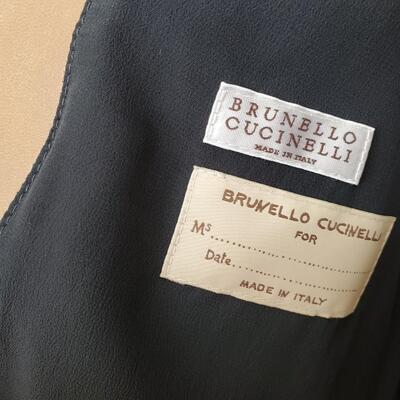 BRUNELLO
CUCINELLI
MADE IN ITALY
BRUNELLO CUCINELLI
FOR
Ms
Date
MADE IN ITALY